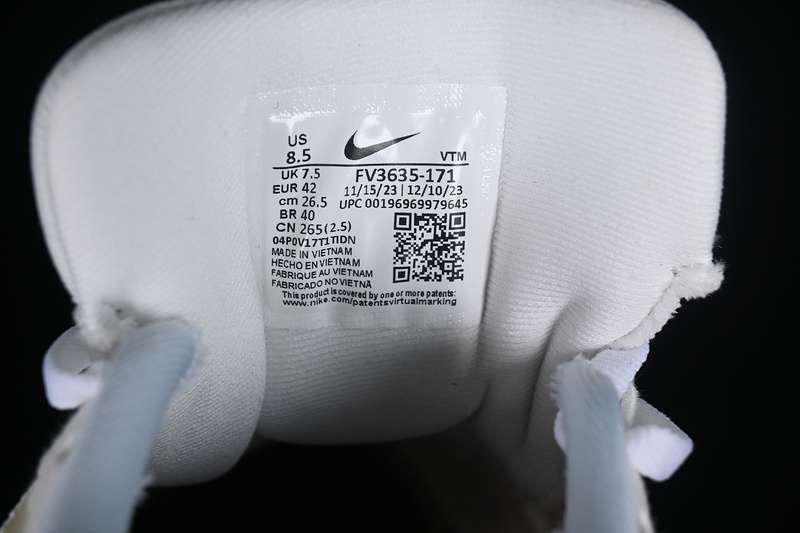 US
8.5
VTM
UK 7.5
FV3635-171
EUR 42
11/15/23 | 12/10/23
cm 26.5
UPC 00196969979645
BR 40
CN 265(2.5)
04P0V17T1TIDN
MADE IN VIETNAM
HECHO EN VIETNAM
FABRIQUE AU VIETNAM
FABRICADO NO VIETNÃ
This product is covered by one or more patents:
www.nike.com/patentsvirtualmarking